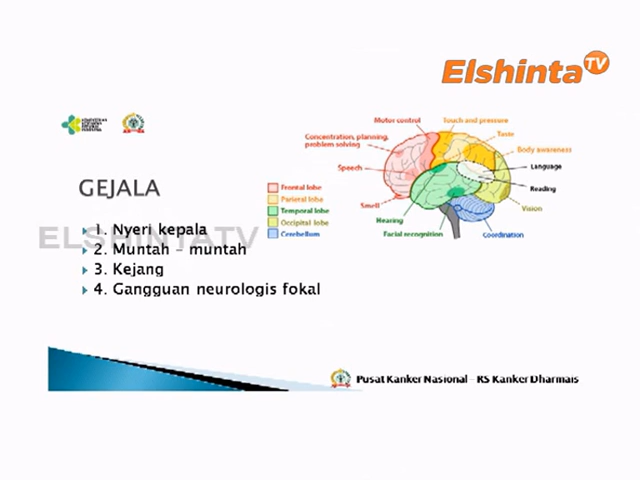 Elshinta TV
Motor control
Touch and pressure
Taste
Concentration, planning,
problem solving
Body awareness
Language
Speech
Reading
GEJALA
Frontal lobe
Parietal lobe
Temporal lobe
Occipital lobe
Cerebellum
Smell
Vision
Hearing
Facial recognition
Coordination
ELSHINTATV
1. Nyeri kepala
2. Muntah - muntah
3. Kejang
4. Gangguan neurologis fokal
Pusat Kanker Nasional - RS Kanker Dharmais